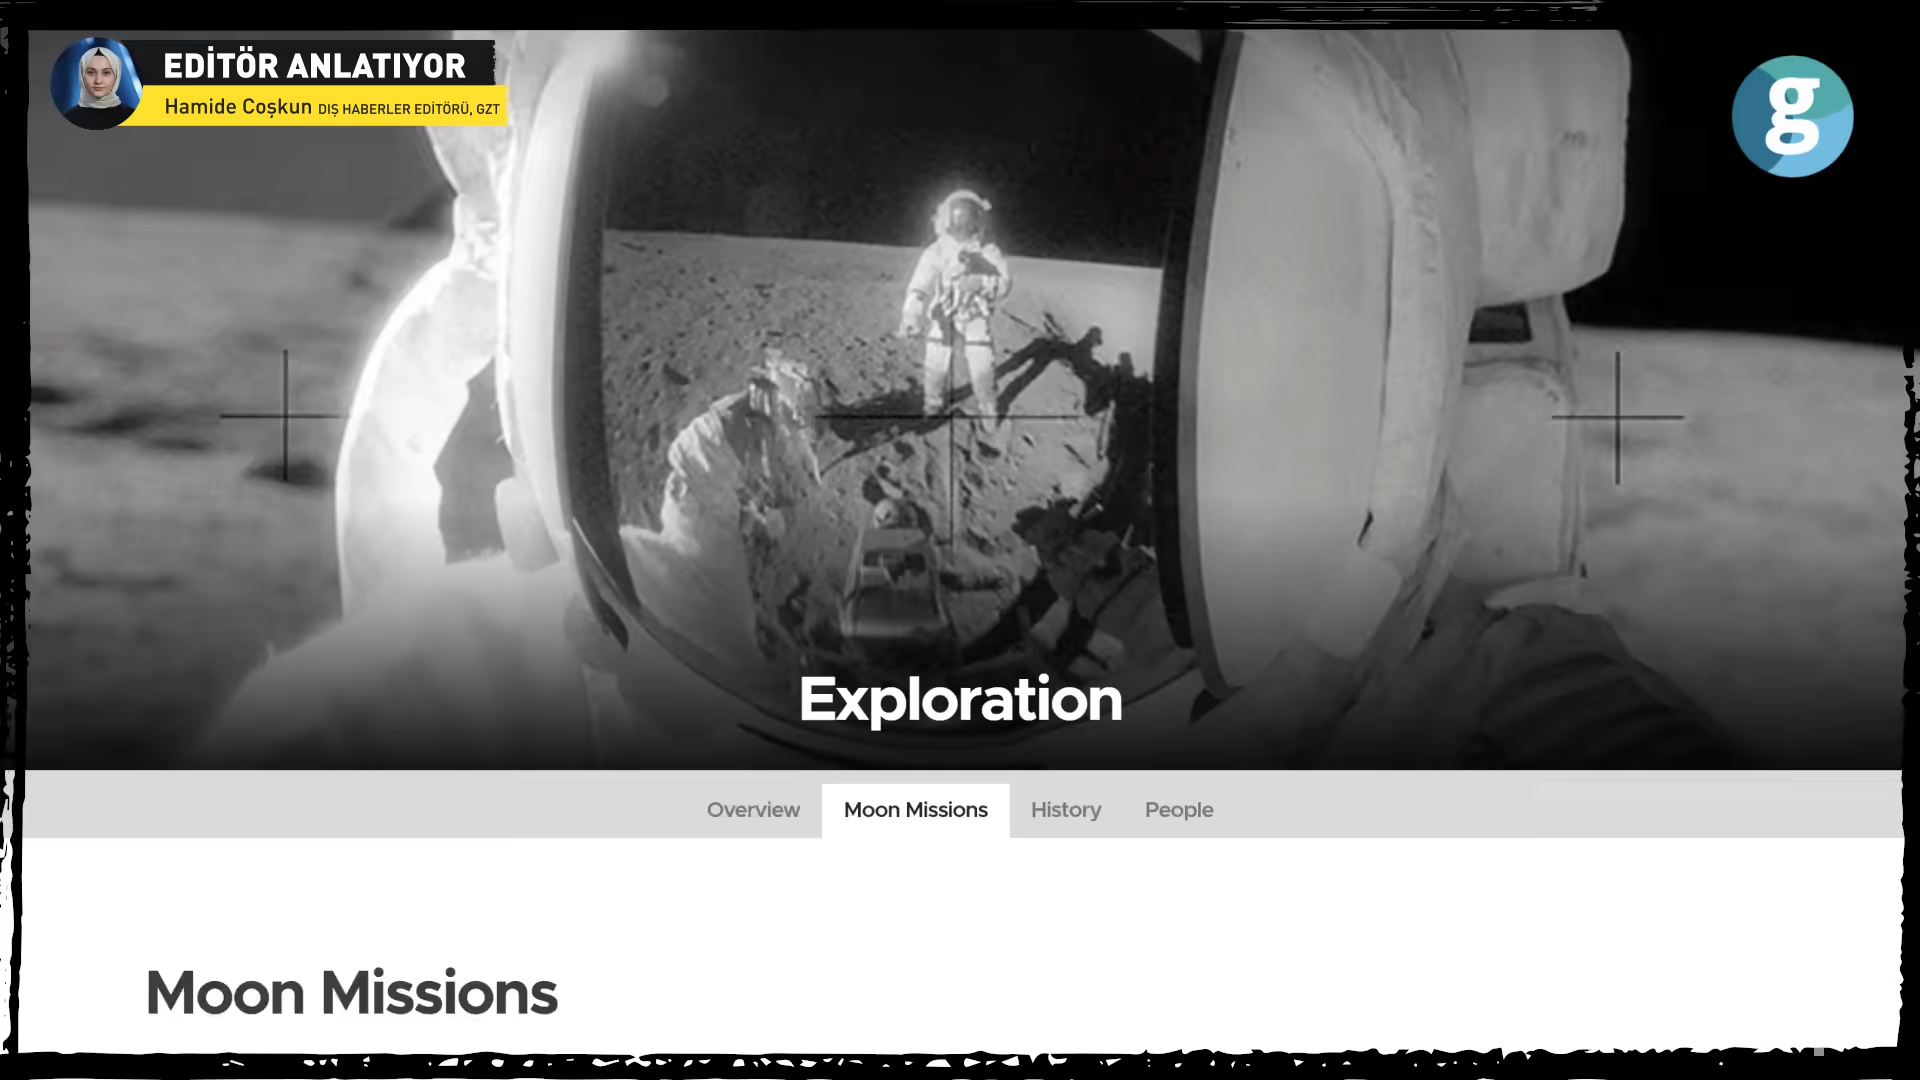 EDİTÖR ANLATIYOR
Hamide Coşkun DIŞ HABERLER EDİTÖRÜ, GZT
g
Exploration
Overview Moon Missions History People
Moon Missions